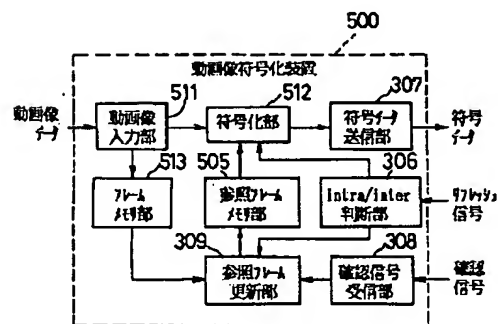 500
動画像符号化装置
511
512
307
動画像
データ
動画像
入力部
符号化部
符号データ
送信部
符号
データ
513
505
306
フレーム
メモリ部
参照フレーム
メモリ部
Intra/inter
判断部
リフレッシュ
信号
309
308
参照フレーム
更新部
確認信号
受信部
確認
信号